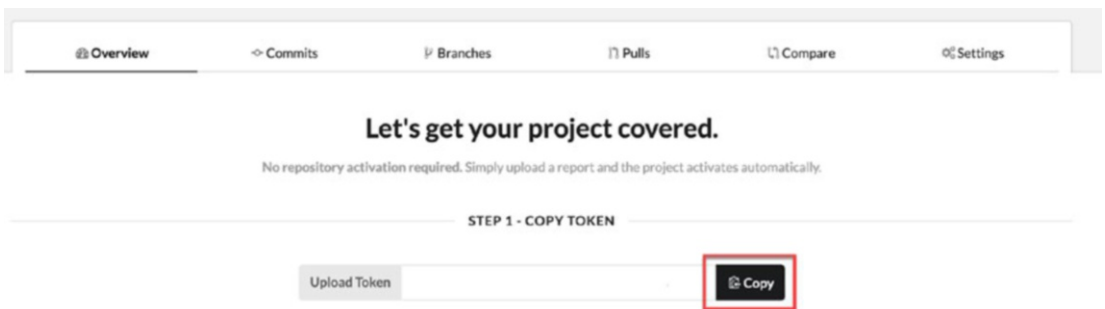 Overview Commits Branches Pulls Compare Settings
Let's get your project covered.
No repository activation required. Simply upload a report and the project activates automatically.
STEP 1 - COPY TOKEN
Upload Token Copy